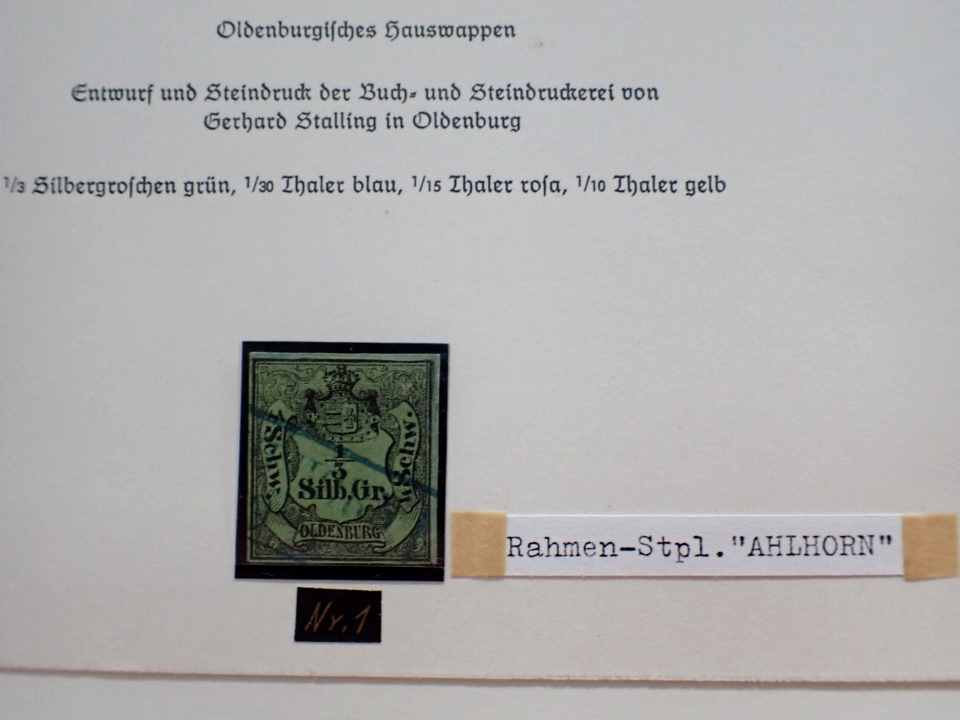 Oldenburgisches Hauswappen
Entwurf und Steindruck der Buch- und Steindruckerei von
Gerhard Stalling in Oldenburg
1/3 Silbergroschen grün, 1/30 Thaler blau, 1/15 Thaler rosa, 1/10 Thaler gelb
Schw.
Schw.
1/3
Silb.Gr.
OLDENBURG
Rahmen-Stpl."AHLHORN"
Nr. 1